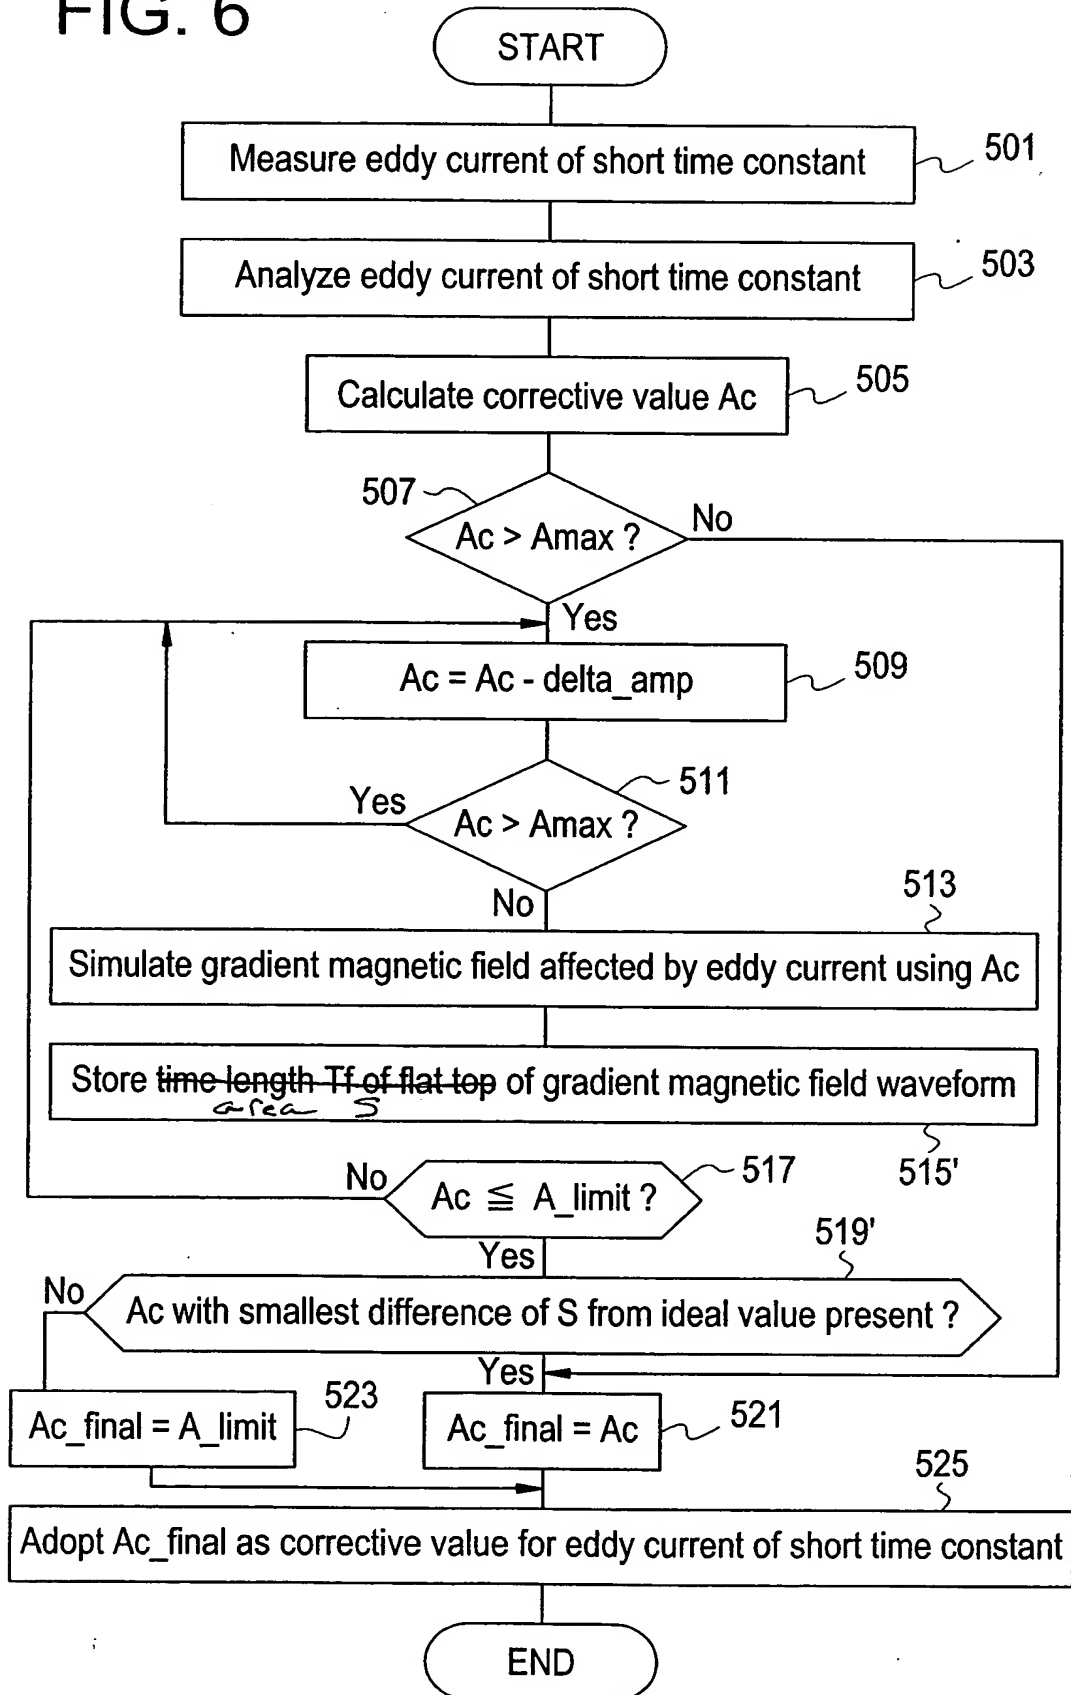 FIG. 6
START
Measure eddy current of short time constant
501
Analyze eddy current of short time constant
503
Calculate corrective value Ac
505
507
Ac > Amax ?
No
Yes
Ac = Ac - delta_amp
509
511
Yes
Ac > Amax ?
No
513
Simulate gradient magnetic field affected by eddy current using Ac
Store time length Tf of flat top of gradient magnetic field waveform
area S
515'
No
Ac ≦ A_limit ?
517
Yes
519'
No
Ac with smallest difference of S from ideal value present ?
Yes
Ac_final = A_limit
523
Ac_final = Ac
521
525
Adopt Ac_final as corrective value for eddy current of short time constant
END